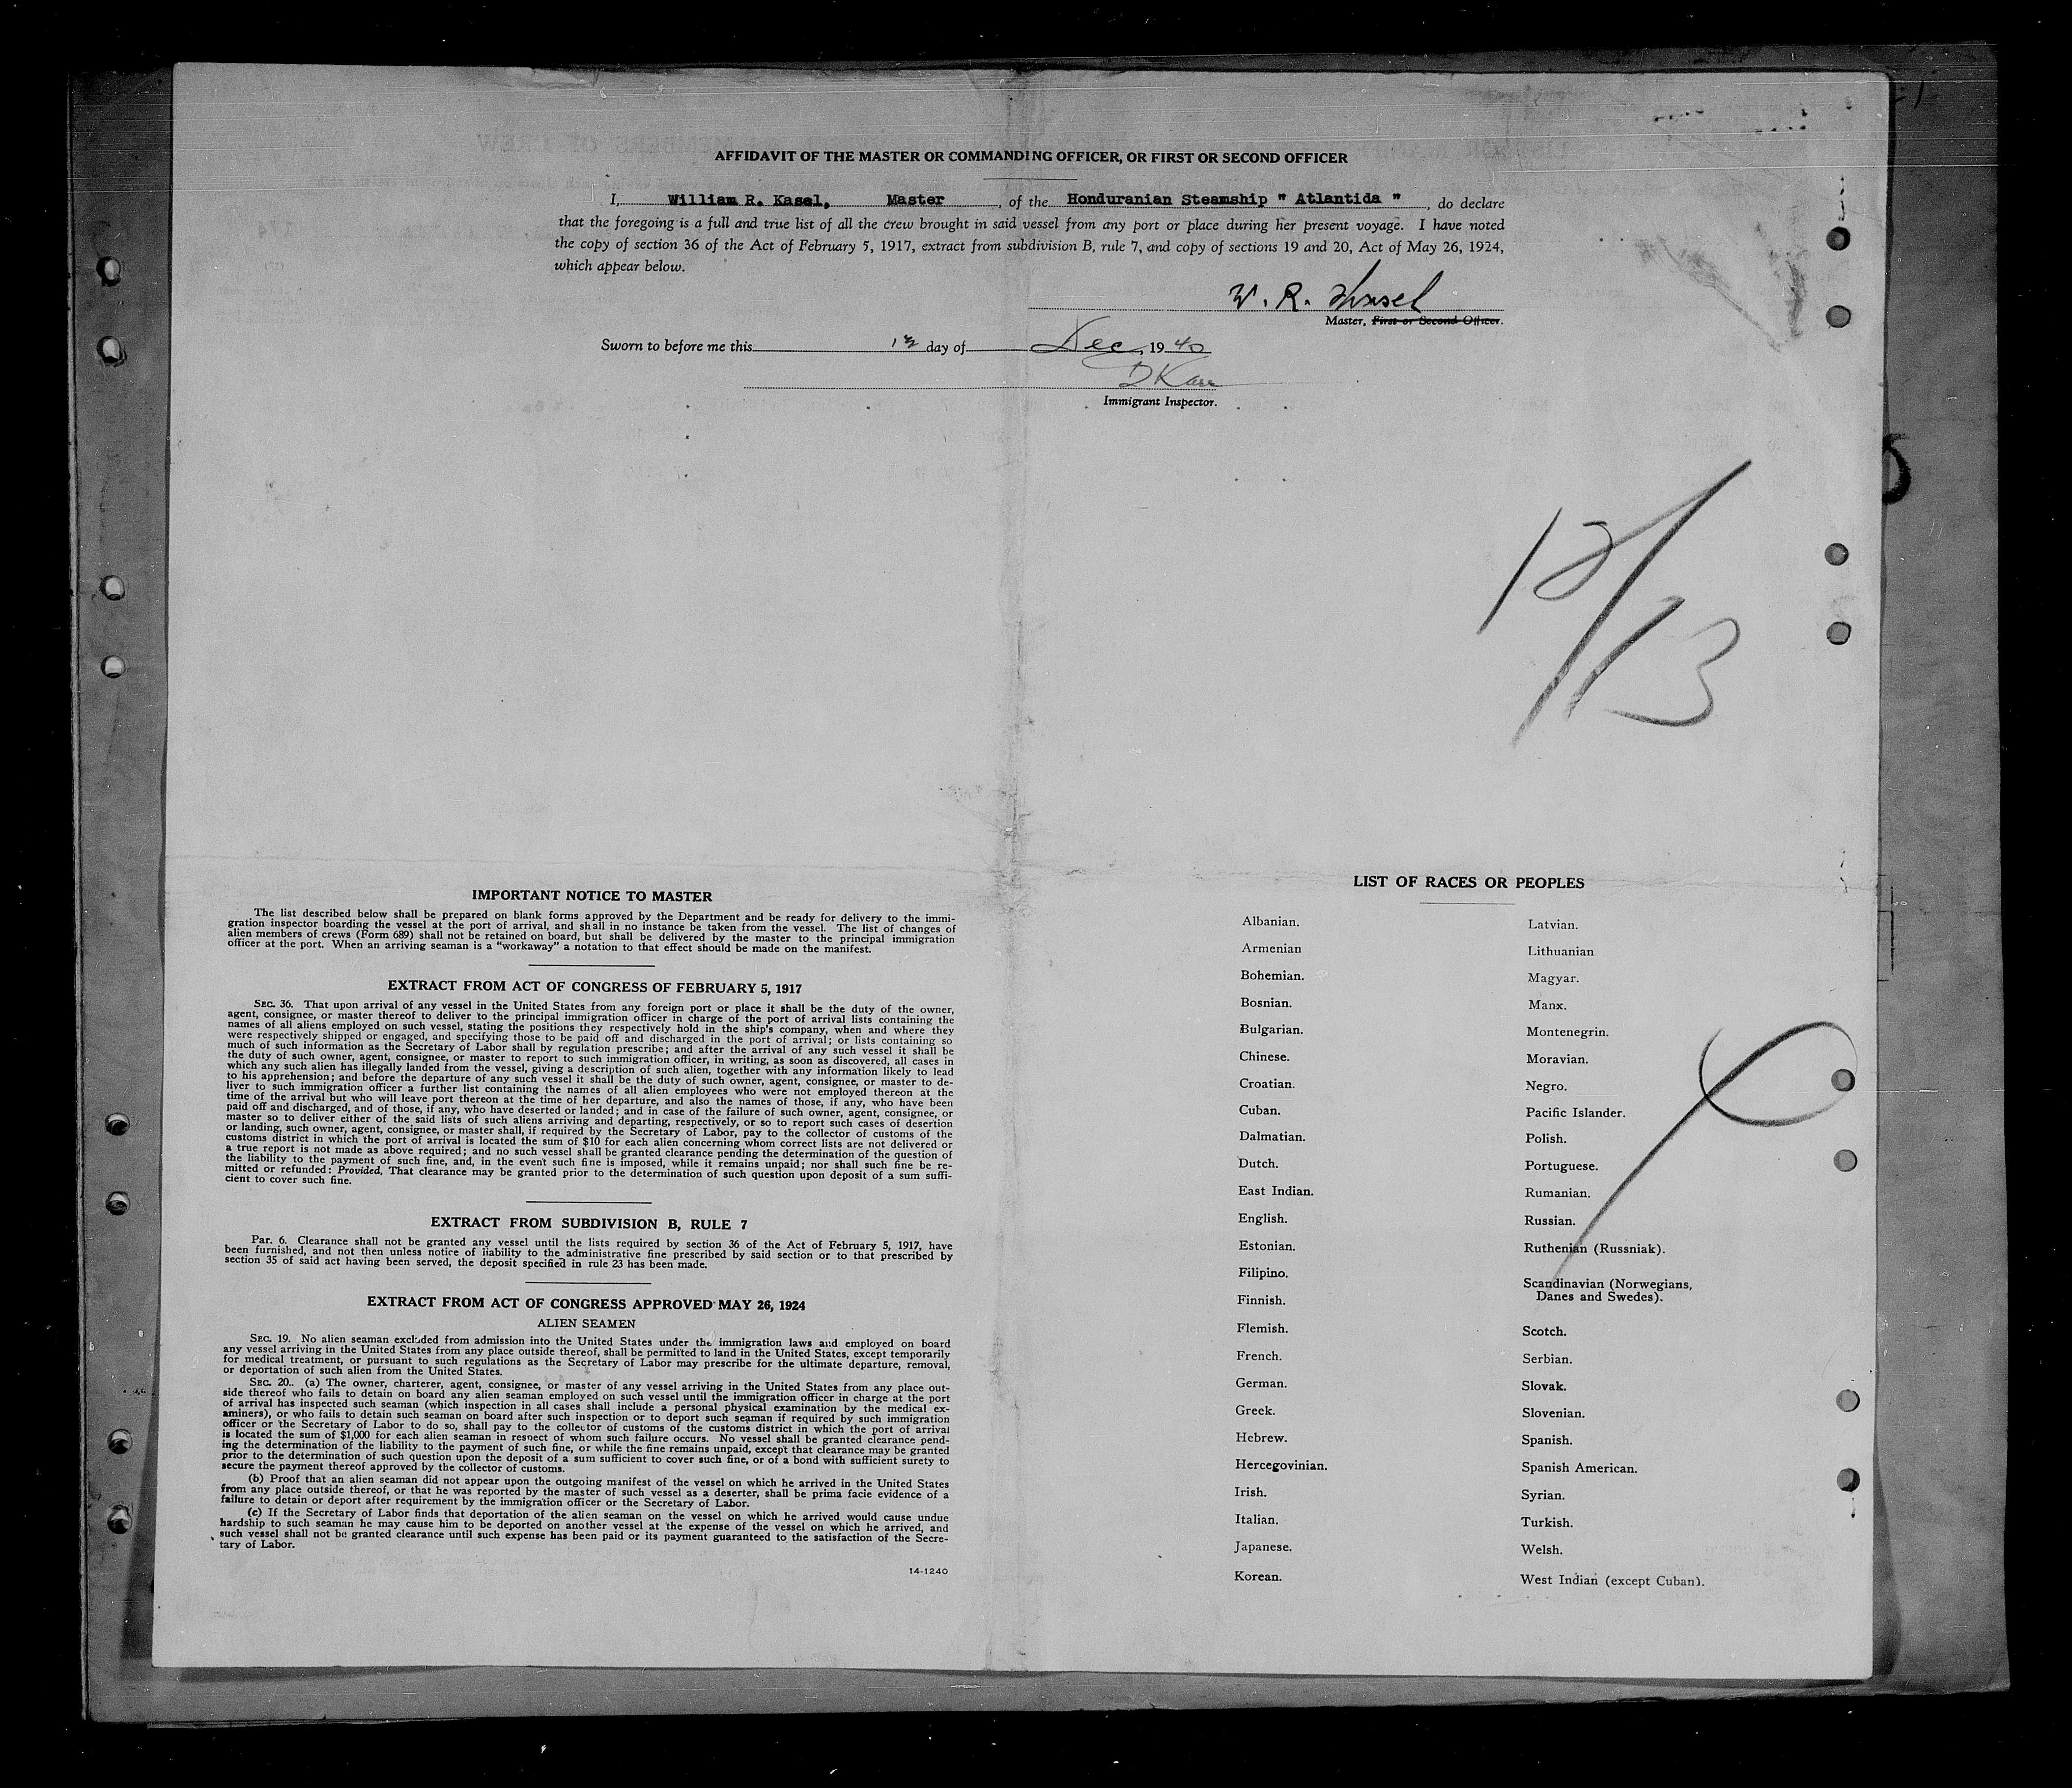 AFFIDAVIT OF THE MASTER OR COMMANDING OFFICER, OR FIRST OR SECOND OFFICER
I, William R. Kasel, Master, of the Honduranian Steamship " Atlantida ", do declare
that the foregoing is a full and true list of all the crew brought in said vessel from any port or place during her present voyage. I have noted
the copy of section 36 of the Act of February 5, 1917, extract from subdivision B, rule 7, and copy of sections 19 and 20, Act of May 26, 1924,
which appear below.
W. R. Kasel
Master, First or Second Officer.
Sworn to before me this 13 day of Dec 1940
D Karr
Immigrant Inspector.
12/13
IMPORTANT NOTICE TO MASTER
The list described below shall be prepared on blank forms approved by the Department and be ready for delivery to the immi-
gration inspector boarding the vessel at the port of arrival, and shall in no instance be taken from the vessel. The list of changes of
alien members of crews (Form 689) shall not be retained on board, but shall be delivered by the master to the principal immigration
officer at the port. When an arriving seaman is a "workaway" a notation to that effect should be made on the manifest.
EXTRACT FROM ACT OF CONGRESS OF FEBRUARY 5, 1917
SEC. 36. That upon arrival of any vessel in the United States from any foreign port or place it shall be the duty of the owner,
agent, consignee, or master thereof to deliver to the principal immigration officer in charge of the port of arrival lists containing the
names of all aliens employed on such vessel, stating the positions they respectively hold in the ship's company, when and where they
were respectively shipped or engaged, and specifying those to be paid off and discharged in the port of arrival; or lists containing so
much of such information as the Secretary of Labor shall by regulation prescribe; and after the arrival of any such vessel it shall be
the duty of such owner, agent, consignee, or master to report to such immigration officer, in writing, as soon as discovered, all cases in
which any such alien has illegally landed from the vessel, giving a description of such alien, together with any information likely to lead
to his apprehension; and before the departure of any such vessel it shall be the duty of such owner, agent, consignee, or master to de-
liver to such immigration officer a further list containing the names of all alien employees who were not employed thereon at the
time of the arrival but who will leave port thereon at the time of her departure, and also the names of those, if any, who have been
paid off and discharged, and of those, if any, who have deserted or landed; and in case of the failure of such owner, agent, consignee, or
master so to deliver either of the said lists of such aliens arriving and departing, respectively, or so to report such cases of desertion
or landing, such owner, agent, consignee, or master shall, if required by the Secretary of Labor, pay to the collector of customs of the
customs district in which the port of arrival is located the sum of $10 for each alien concerning whom correct lists are not delivered or
a true report is not made as above required; and no such vessel shall be granted clearance pending the determination of the question of
the liability to the payment of such fine, and, in the event such fine is imposed, while it remains unpaid; nor shall such fine be re-
mitted or refunded: Provided, That clearance may be granted prior to the determination of such question upon deposit of a sum suffi-
cient to cover such fine.
EXTRACT FROM SUBDIVISION B, RULE 7
Par. 6. Clearance shall not be granted any vessel until the lists required by section 36 of the Act of February 5, 1917, have
been furnished, and not then unless notice of liability to the administrative fine prescribed by said section or to that prescribed by
section 35 of said act having been served, the deposit specified in rule 23 has been made.
EXTRACT FROM ACT OF CONGRESS APPROVED MAY 26, 1924
ALIEN SEAMEN
SEC. 19. No alien seaman excluded from admission into the United States under the immigration laws and employed on board
any vessel arriving in the United States from any place outside thereof, shall be permitted to land in the United States, except temporarily
for medical treatment, or pursuant to such regulations as the Secretary of Labor may prescribe for the ultimate departure, removal,
or deportation of such alien from the United States.
SEC. 20. (a) The owner, charterer, agent, consignee, or master of any vessel arriving in the United States from any place out-
side thereof who fails to detain on board any alien seaman employed on such vessel until the immigration officer in charge at the port
of arrival has inspected such seaman (which inspection in all cases shall include a personal physical examination by the medical ex-
aminers), or who fails to detain such seaman on board after such inspection or to deport such seaman if required by such immigration
officer or the Secretary of Labor to do so, shall pay to the collector of customs of the customs district in which the port of arrival
is located the sum of $1,000 for each alien seaman in respect of whom such failure occurs. No vessel shall be granted clearance pend-
ing the determination of the liability to the payment of such fine, or while the fine remains unpaid, except that clearance may be granted
prior to the determination of such question upon the deposit of a sum sufficient to cover such fine, or of a bond with sufficient surety to
secure the payment thereof approved by the collector of customs.
(b) Proof that an alien seaman did not appear upon the outgoing manifest of the vessel on which he arrived in the United States
from any place outside thereof, or that he was reported by the master of such vessel as a deserter, shall be prima facie evidence of a
failure to detain or deport after requirement by the immigration officer or the Secretary of Labor.
(c) If the Secretary of Labor finds that deportation of the alien seaman on the vessel on which he arrived would cause undue
hardship to such seaman he may cause him to be deported on another vessel at the expense of the vessel on which he arrived, and
such vessel shall not be granted clearance until such expense has been paid or its payment guaranteed to the satisfaction of the Secre-
tary of Labor.
14-1240
LIST OF RACES OR PEOPLES
Albanian.
Armenian
Bohemian.
Bosnian.
Bulgarian.
Chinese.
Croatian.
Cuban.
Dalmatian.
Dutch.
East Indian.
English.
Estonian.
Filipino.
Finnish.
Flemish.
French.
German.
Greek.
Hebrew.
Hercegovinian.
Irish.
Italian.
Japanese.
Korean.
Latvian.
Lithuanian
Magyar.
Manx.
Montenegrin.
Moravian.
Negro.
Pacific Islander.
Polish.
Portuguese.
Rumanian.
Russian.
Ruthenian (Russniak).
Scandinavian (Norwegians,
Danes and Swedes).
Scotch.
Serbian.
Slovak.
Slovenian.
Spanish.
Spanish American.
Syrian.
Turkish.
Welsh.
West Indian (except Cuban).